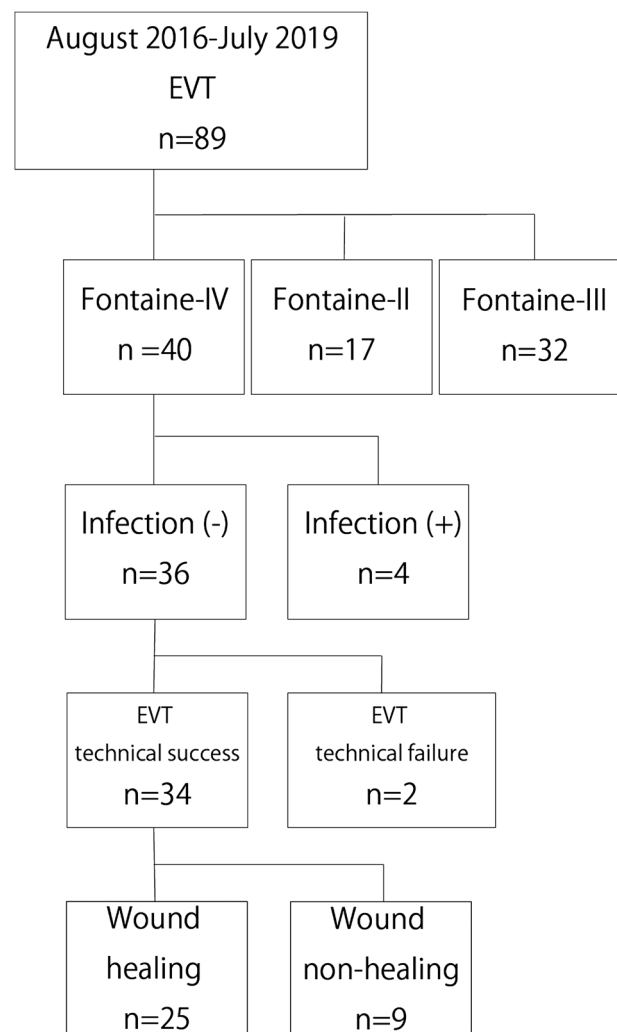 August 2016-July 2019
EVT
n=89
Fontaine-IV
n =40
Fontaine-II
n=17
Fontaine-III
n=32
Infection (-)
n=36
Infection (+)
n=4
EVT
technical success
n=34
EVT
technical failure
n=2
Wound
healing
n=25
Wound
non-healing
n=9